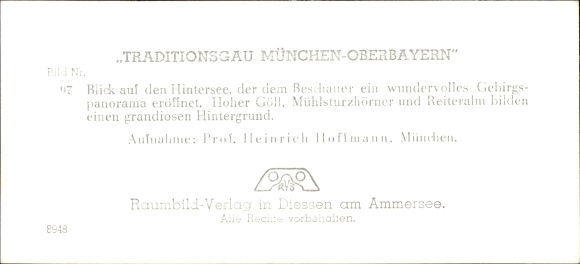 „TRADITIONSGAU MÜNCHEN-OBERBAYERN“
Bild Nr.
97 Blick auf den Hintersee, der dem Beschauer ein wundervolles Gebirgs-
panorama eröffnet. Hoher Göll, Mühlsturzhörner und Reiteralm bilden
einen grandiosen Hintergrund.
Aufnahme: Prof. Heinrich Hoffmann, München.
RVS
Raumbild-Verlag in Diessen am Ammersee.
Alle Rechte vorbehalten.
8948